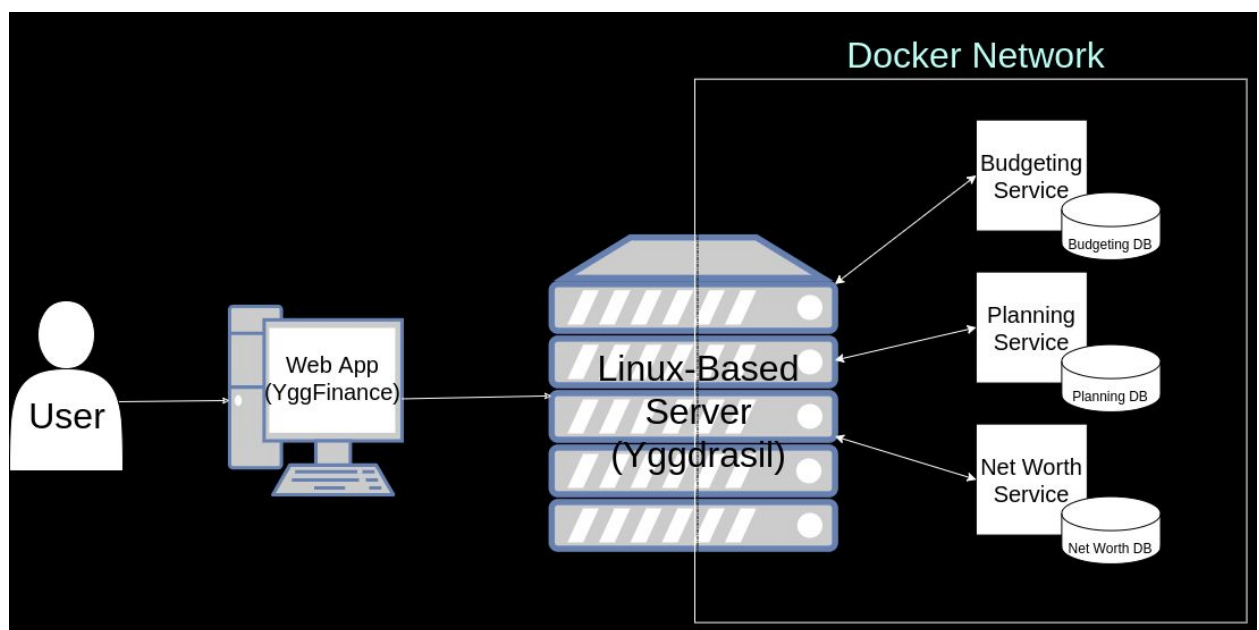 Docker Network
Budgeting
Service
Budgeting DB
Planning
Service
Planning DB
Net Worth
Service
Net Worth DB
Linux-Based
Server
(Yggdrasil)
Web App
(YggFinance)
User